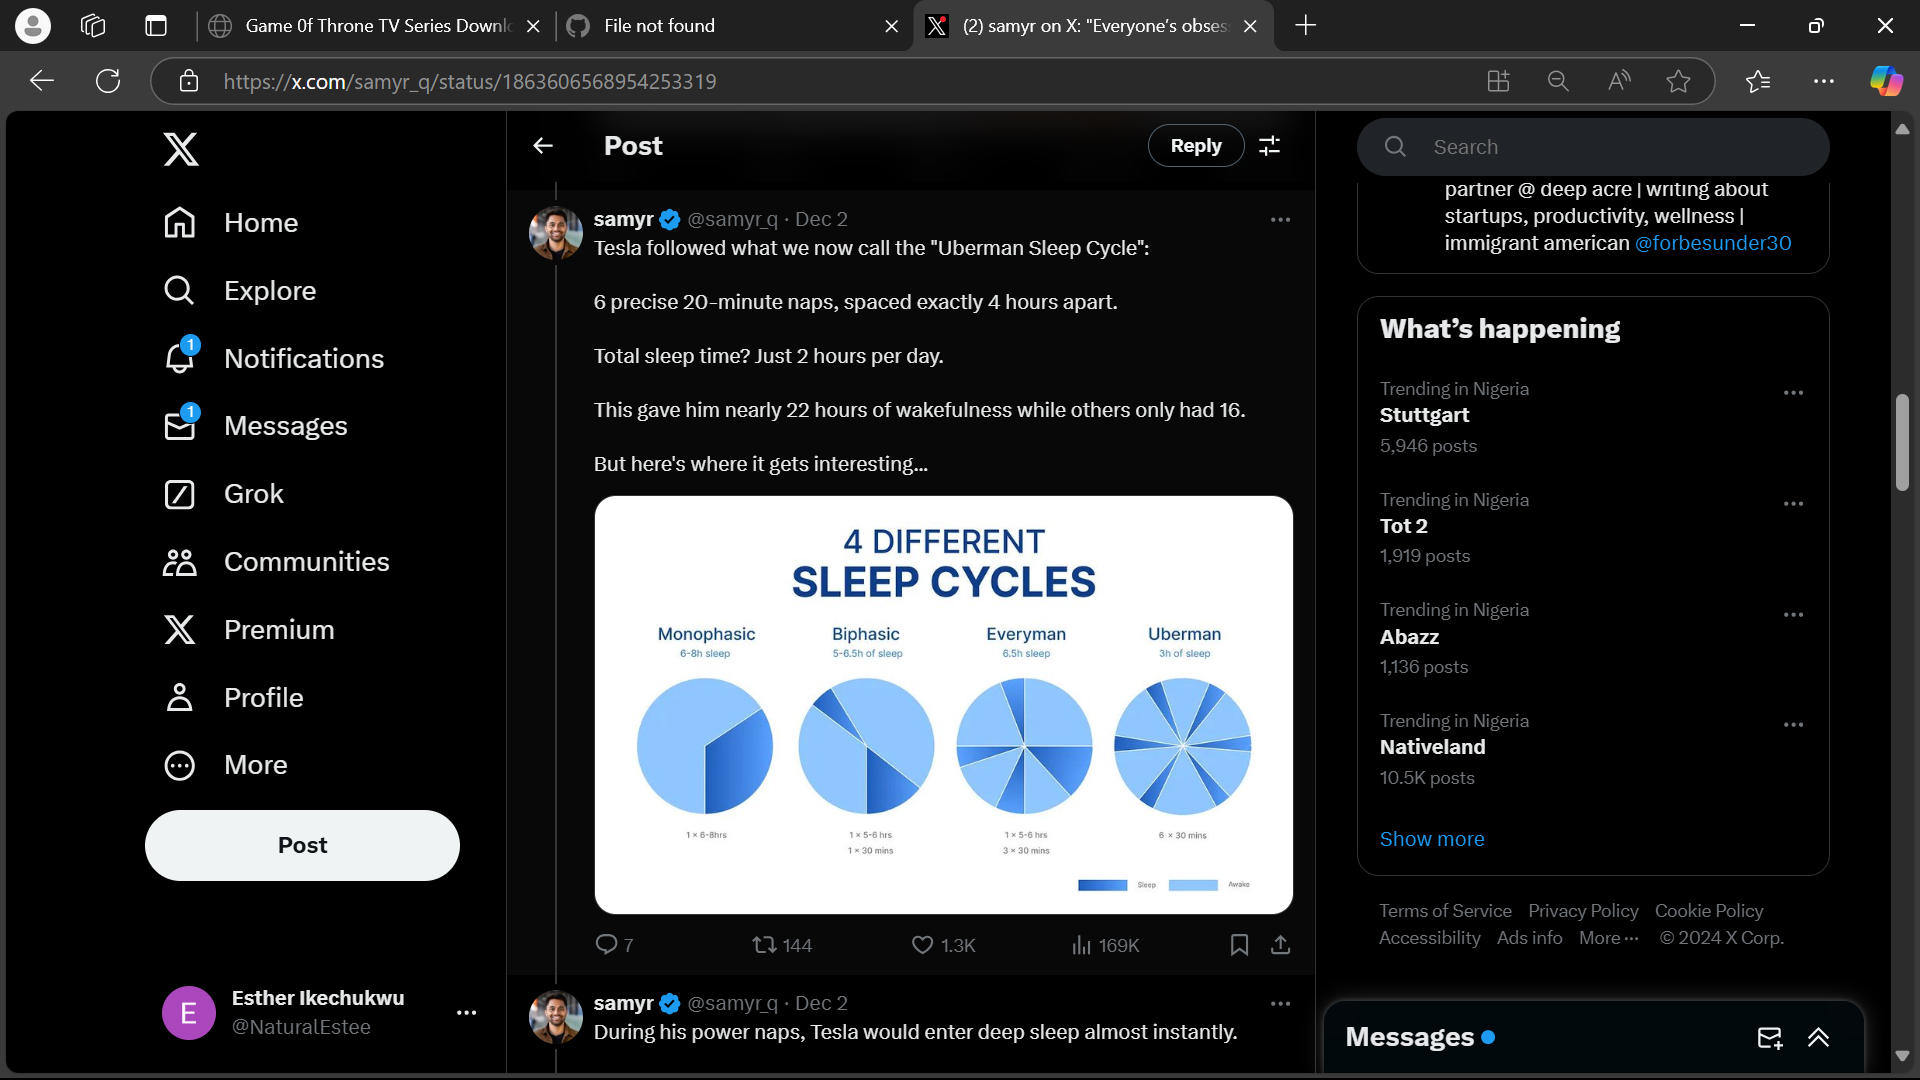 Game 0f Throne TV Series Downlo
File not found
(2) samyr on X: "Everyone's obses
https://x.com/samyr_q/status/1863606568954253319
Home
Explore
1
Notifications
1
Messages
Grok
Communities
Premium
Profile
More
Post
E
Esther Ikechukwu
@NaturalEstee
Post
Reply
samyr @samyr_q · Dec 2
Tesla followed what we now call the "Uberman Sleep Cycle":
6 precise 20-minute naps, spaced exactly 4 hours apart.
Total sleep time? Just 2 hours per day.
This gave him nearly 22 hours of wakefulness while others only had 16.
But here's where it gets interesting...
4 DIFFERENT
SLEEP CYCLES
Monophasic
6-8h sleep
1 × 6-8hrs
Biphasic
5-6.5h of sleep
1 × 5-6 hrs
1 × 30 mins
Everyman
6.5h sleep
1 × 5-6 hrs
3 × 30 mins
Uberman
3h of sleep
6 × 30 mins
Sleep
Awake
7
144
1.3K
169K
samyr @samyr_q · Dec 2
During his power naps, Tesla would enter deep sleep almost instantly.
Search
partner @ deep acre | writing about
startups, productivity, wellness |
immigrant american @forbesunder30
What's happening
Trending in Nigeria
Stuttgart
5,946 posts
Trending in Nigeria
Tot 2
1,919 posts
Trending in Nigeria
Abazz
1,136 posts
Trending in Nigeria
Nativeland
10.5K posts
Show more
Terms of Service Privacy Policy Cookie Policy
Accessibility Ads info More ··· © 2024 X Corp.
Messages